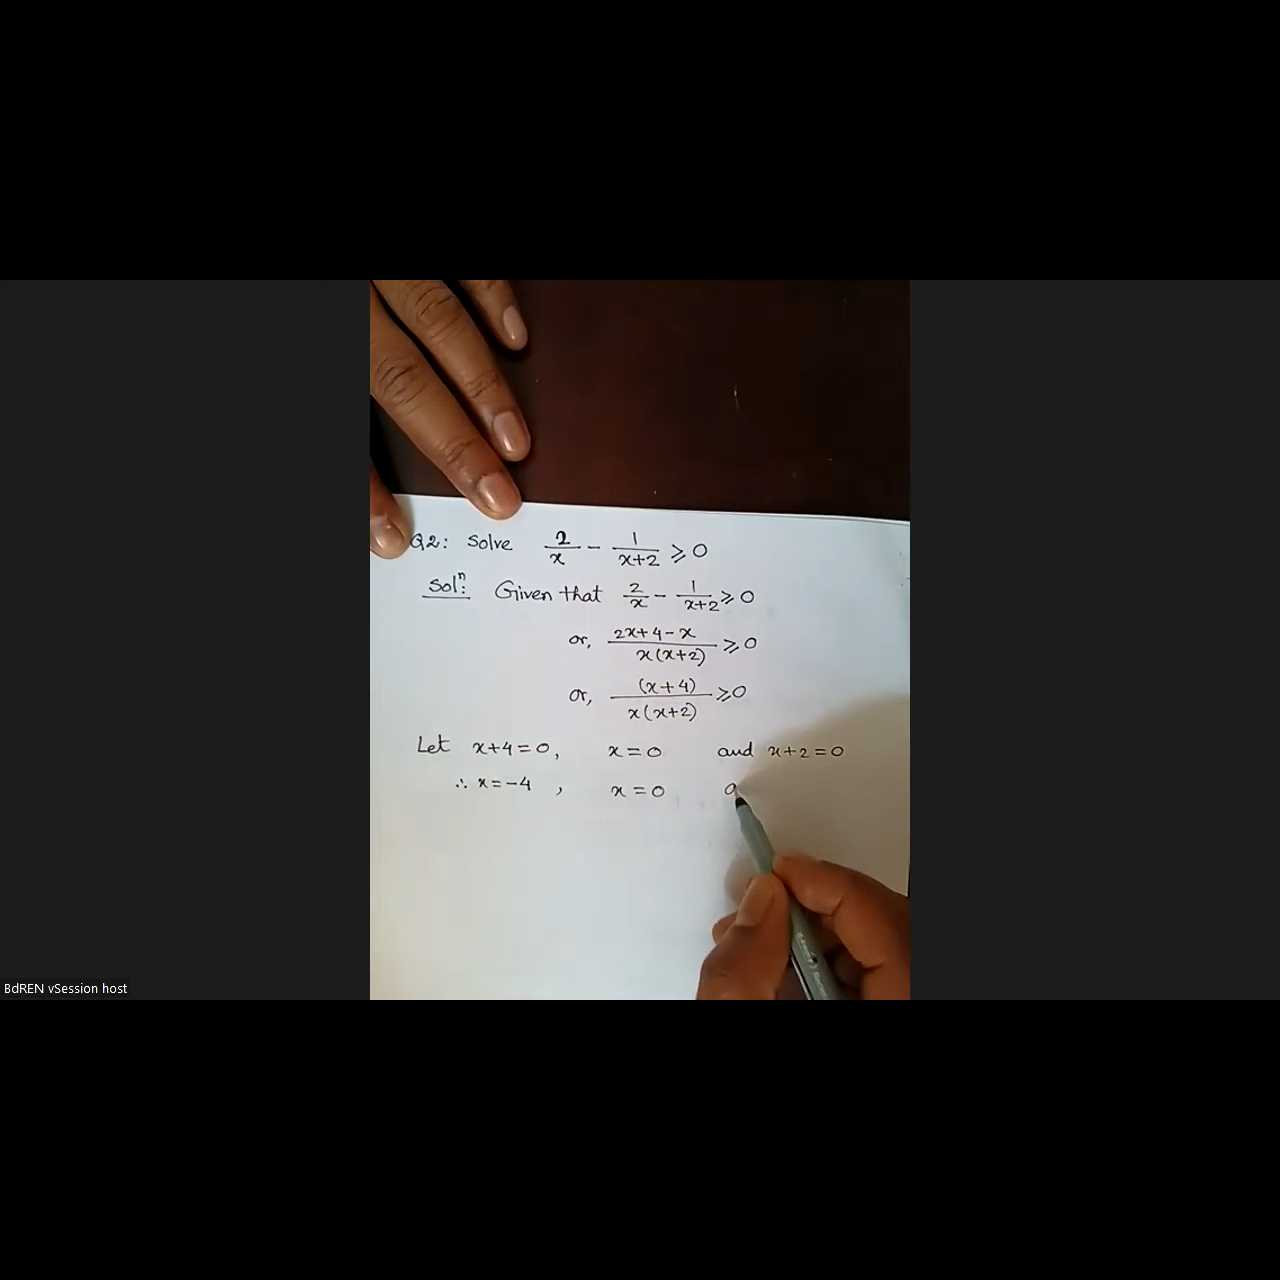 Q2: Solve 2/x - 1/(x+2) ≥ 0
Solⁿ: Given that 2/x - 1/(x+2) ≥ 0
or, (2x+4-x)/(x(x+2)) ≥ 0
or, (x+4)/(x(x+2)) ≥ 0
Let x+4=0, x=0 and x+2=0
∴ x=-4, x=0
BdREN vSession host